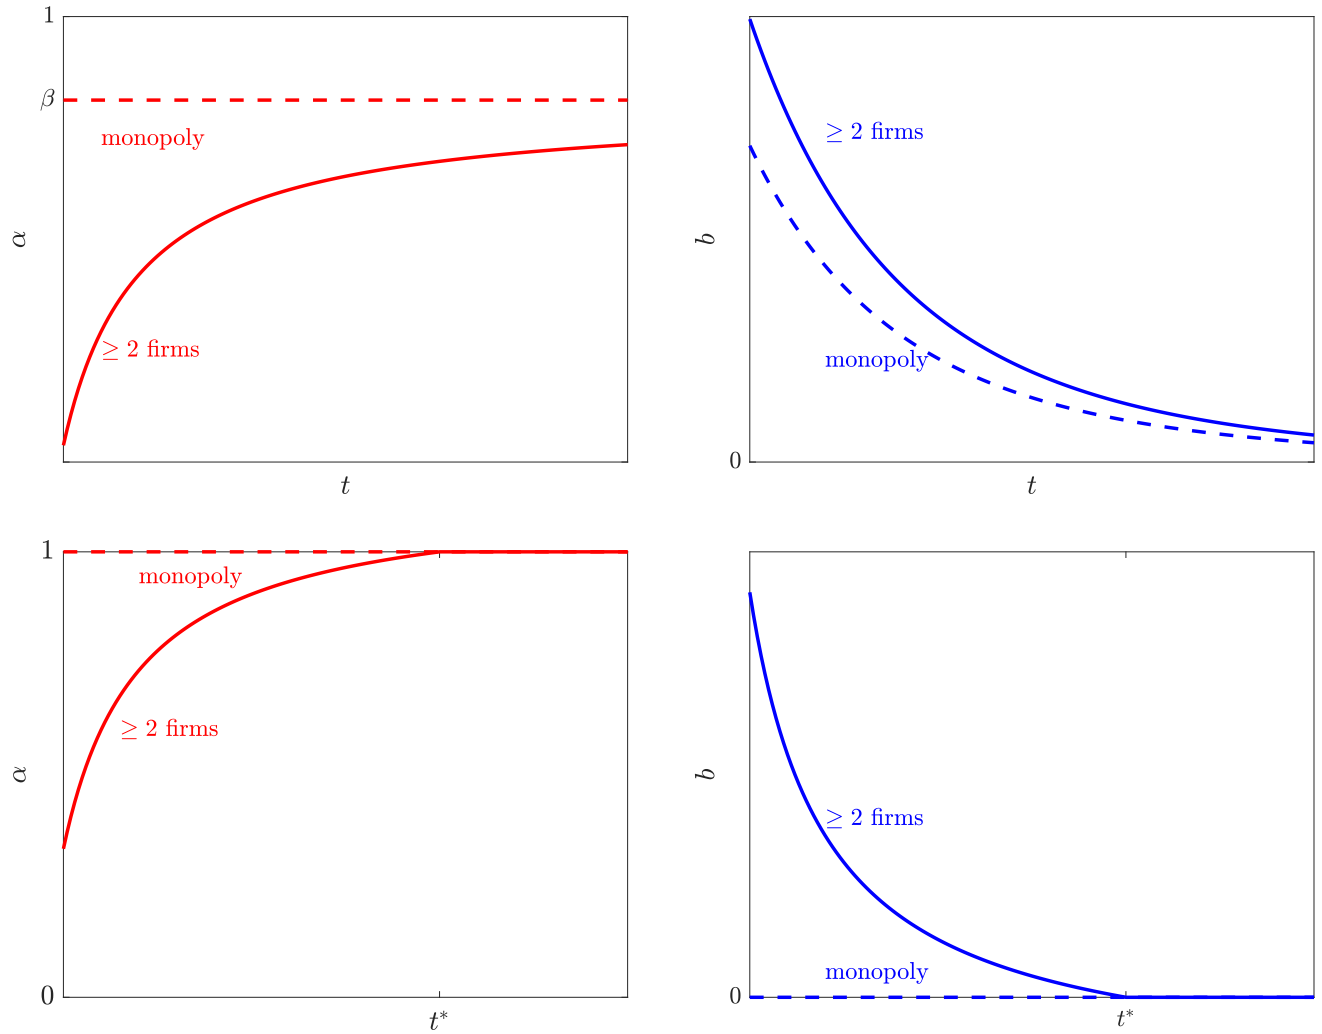 1
β
monopoly
α
≥ 2 firms
t
≥ 2 firms
b
monopoly
0
t
1
monopoly
≥ 2 firms
α
0
t*
≥ 2 firms
b
monopoly
0
t*